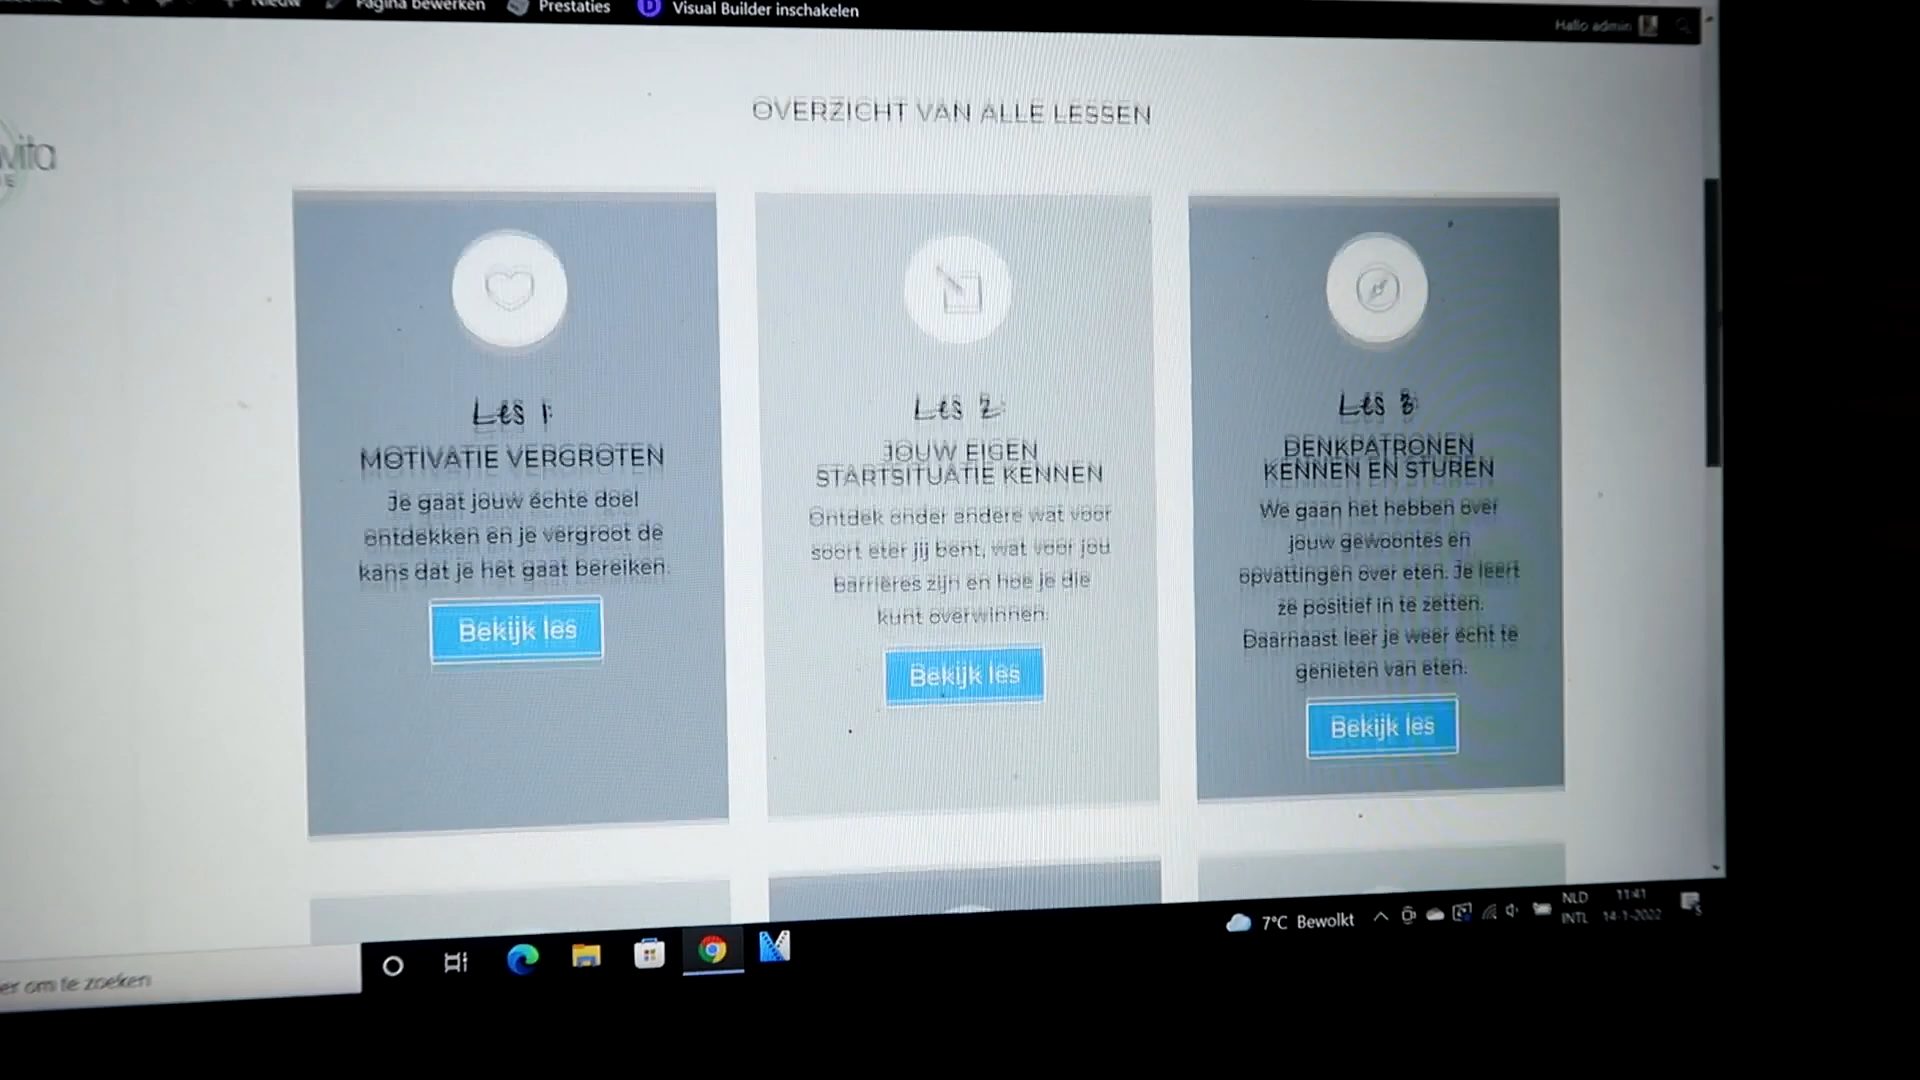 Nieuw Pagina bewerken Prestaties Visual Builder inschakelen
Hallo admin
OVERZICHT VAN ALLE LESSEN
vita
Les 1:
MOTIVATIE VERGROTEN
Je gaat jouw échte doel
ontdekken en je vergroot de
kans dat je het gaat bereiken.
Bekijk les
Les 2:
JOUW EIGEN
STARTSITUATIE KENNEN
Ontdek onder andere wat voor
soort eter jij bent, wat voor jou
barrières zijn en hoe je die
kunt overwinnen.
Bekijk les
Les 3:
DENKPATRONEN
KENNEN EN STUREN
We gaan het hebben over
jouw gewoontes en
opvattingen over eten. Je leert
ze positief in te zetten.
Daarnaast leer je weer écht te
genieten van eten.
Bekijk les
7°C Bewolkt
NLD
INTL
11:41
14-1-2022
er om te zoeken